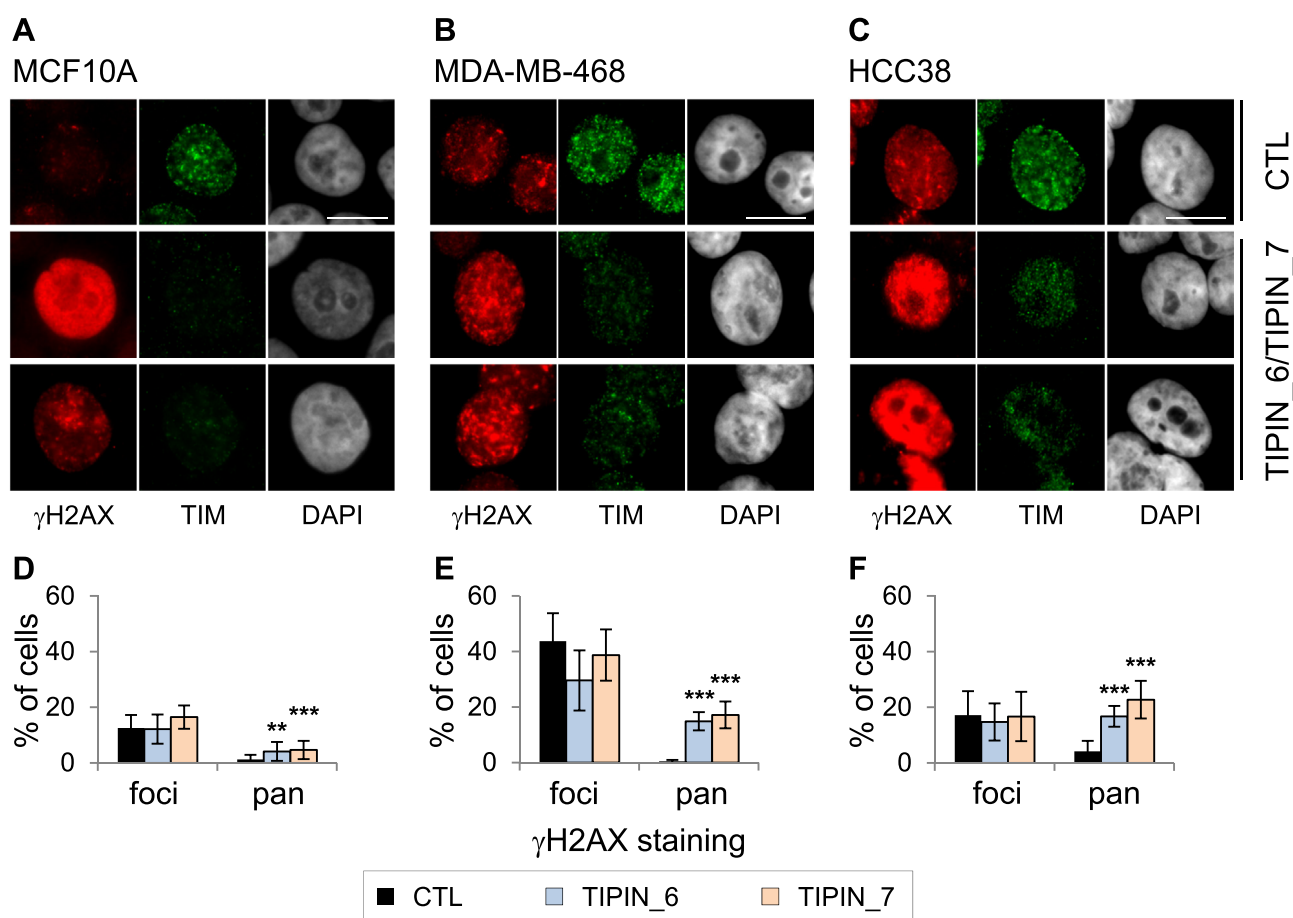 A
B
C
MCF10A
MDA-MB-468
HCC38
CTL
TIPIN_6/TIPIN_7
γH2AX TIM DAPI
γH2AX TIM DAPI
γH2AX TIM DAPI
D
% of cells
60
40
20
0
** ***
foci pan
E
% of cells
60
40
20
0
*** ***
foci pan
F
% of cells
60
40
20
0
*** ***
foci pan
γH2AX staining
CTL TIPIN_6 TIPIN_7